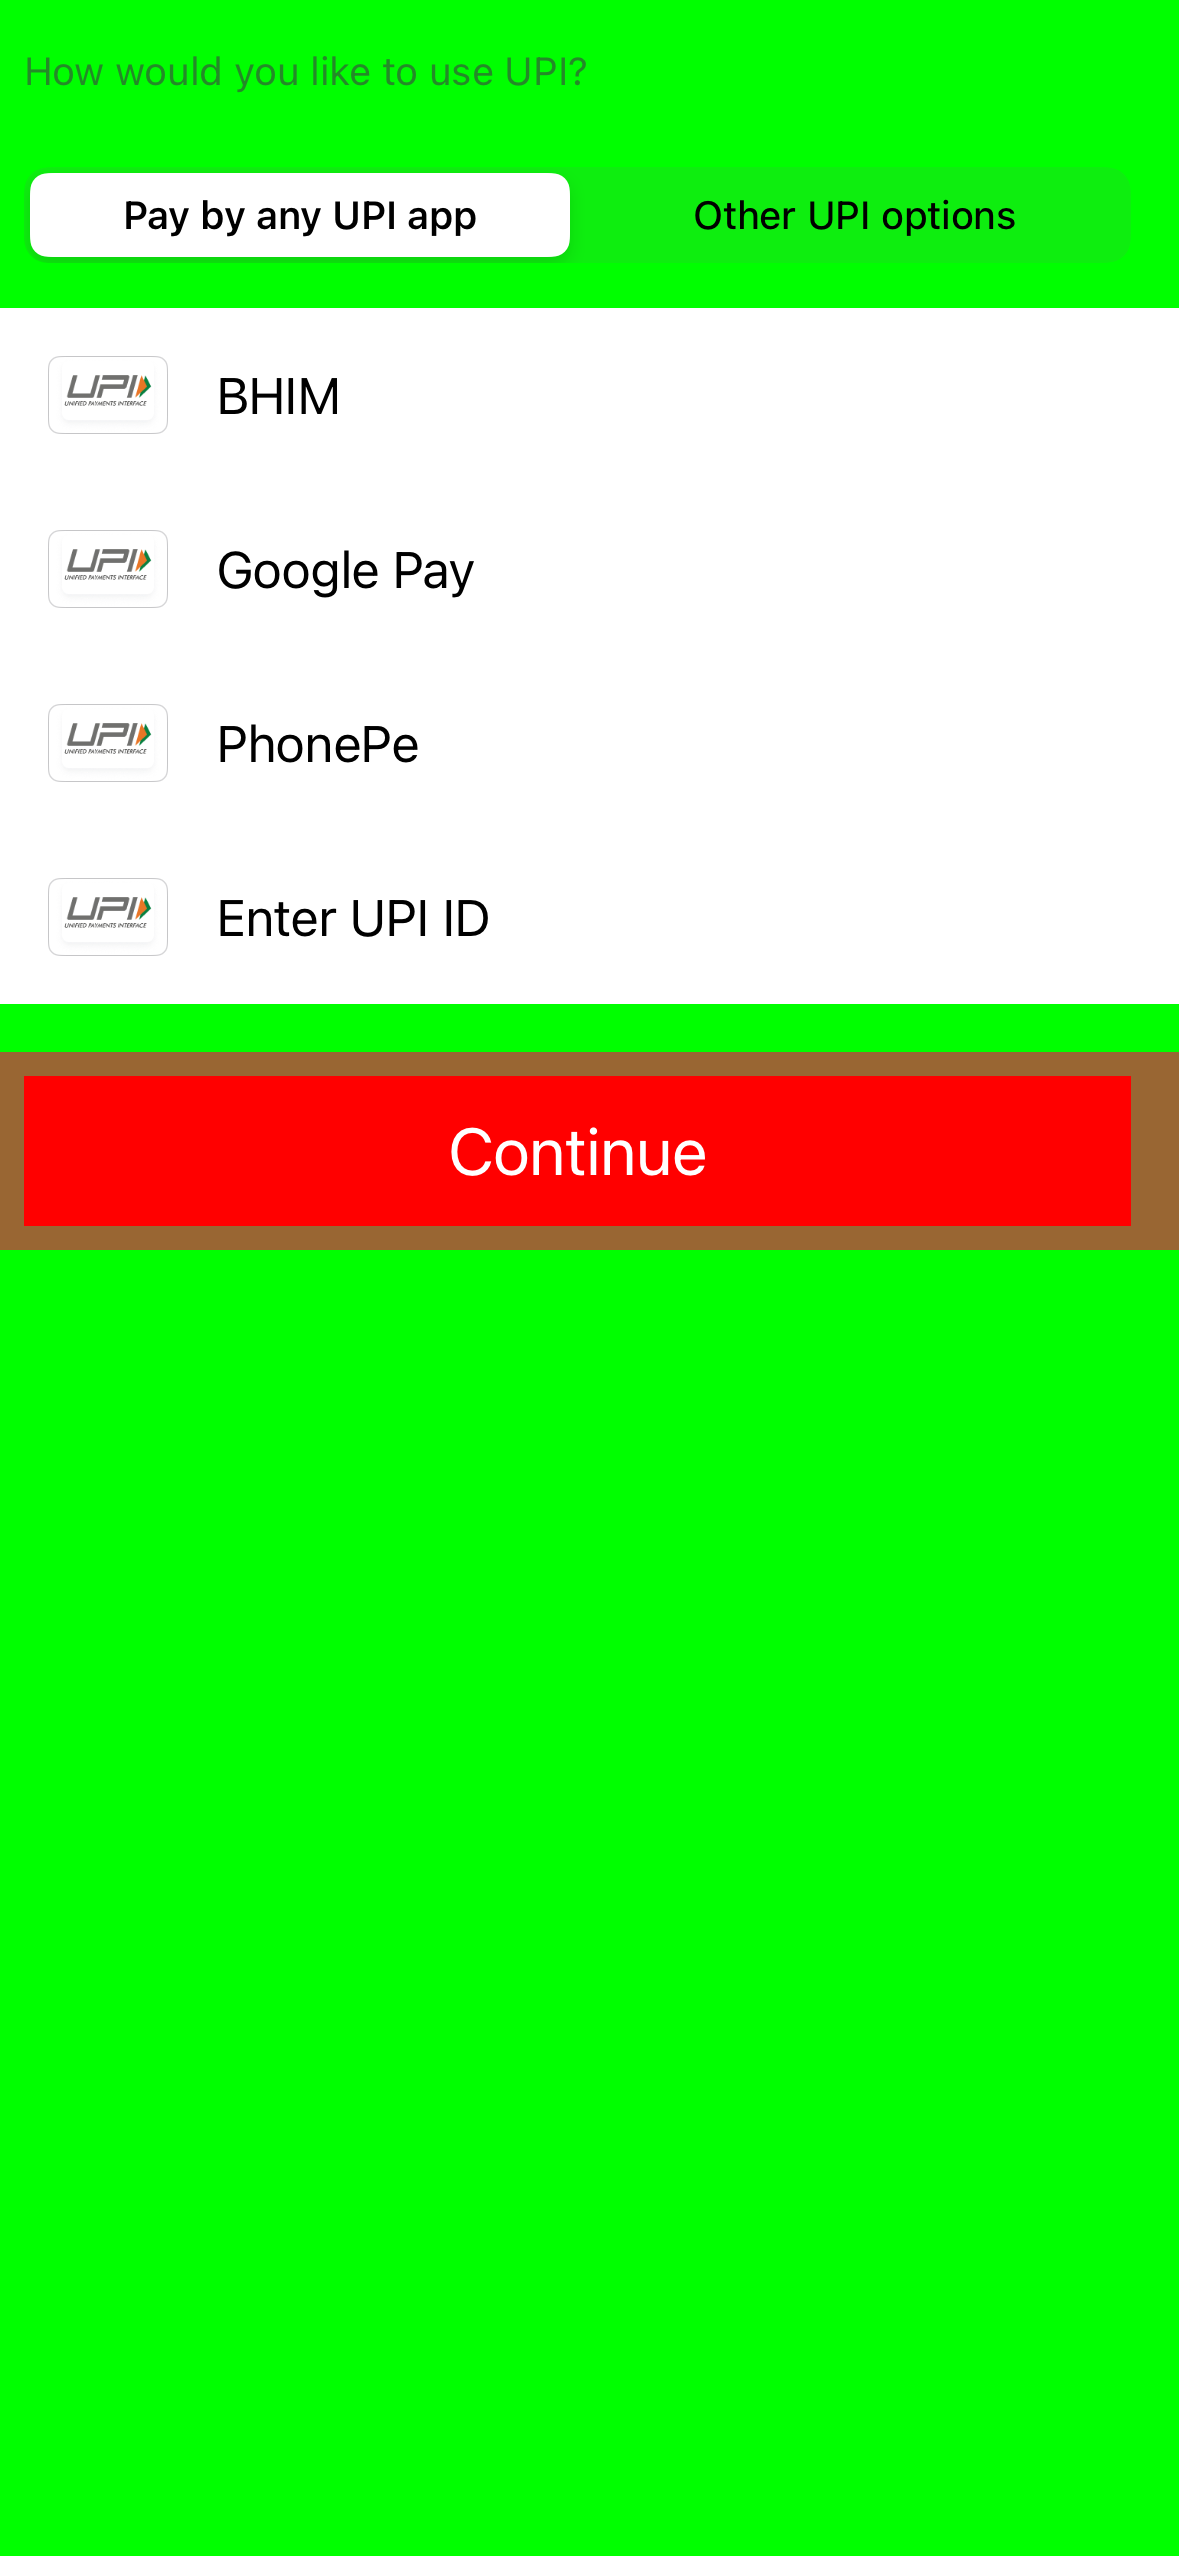 How would you like to use UPI?
Pay by any UPI app
Other UPI options
UPI
UNIFIED PAYMENTS INTERFACE
BHIM
UPI
UNIFIED PAYMENTS INTERFACE
Google Pay
UPI
UNIFIED PAYMENTS INTERFACE
PhonePe
UPI
UNIFIED PAYMENTS INTERFACE
Enter UPI ID
Continue